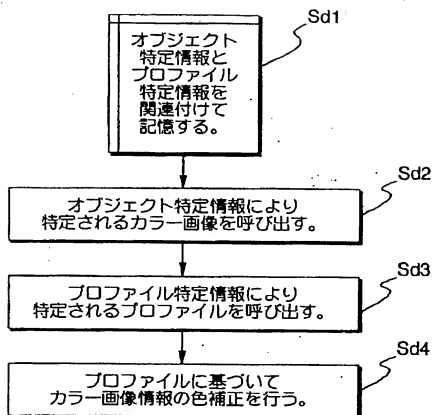 Sd1
オブジェクト
特定情報と
プロファイル
特定情報を
関連付けて
記憶する。
Sd2
オブジェクト特定情報により
特定されるカラー画像を呼び出す。
Sd3
プロファイル特定情報により
特定されるプロファイルを呼び出す。
Sd4
プロファイルに基づいて
カラー画像情報の色補正を行う。